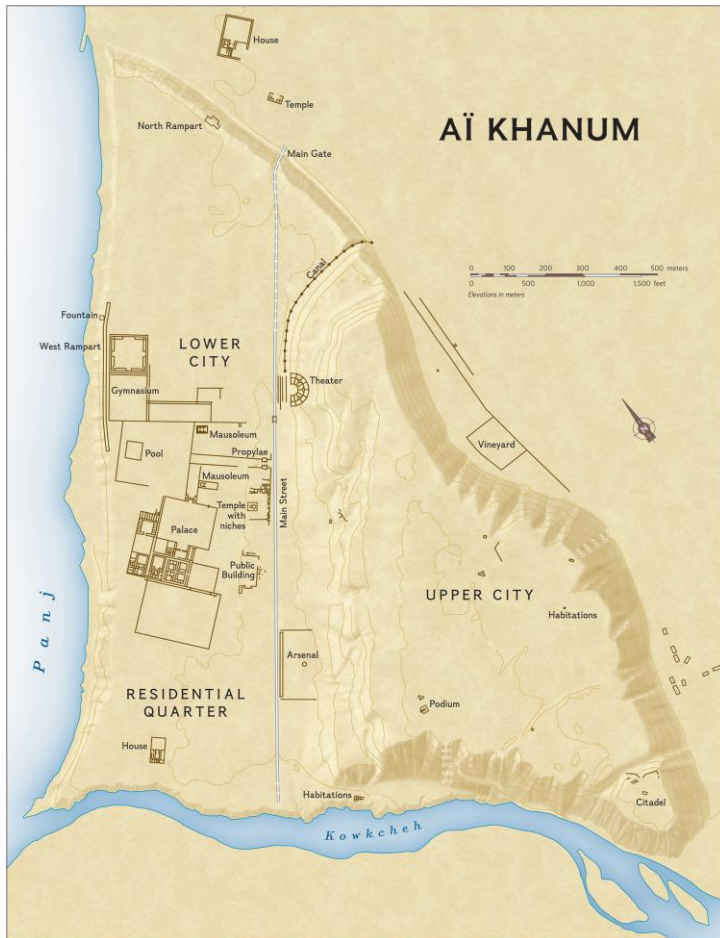 House
Temple
North Rampart
AÏ KHANUM
Main Gate
Canal
0 100 200 300 400 500 meters
0 500 1,000 1,500 feet
Elevations in meters
Fountain
West Rampart
LOWER
CITY
Gymnasium
Theater
Mausoleum
Vineyard
Pool
Propylae
Mausoleum
Main Street
Temple
with
niches
Palace
Public
Building
UPPER CITY
Habitations
Panj
Arsenal
RESIDENTIAL
QUARTER
Podium
House
Habitations
Citadel
Kowkcheh